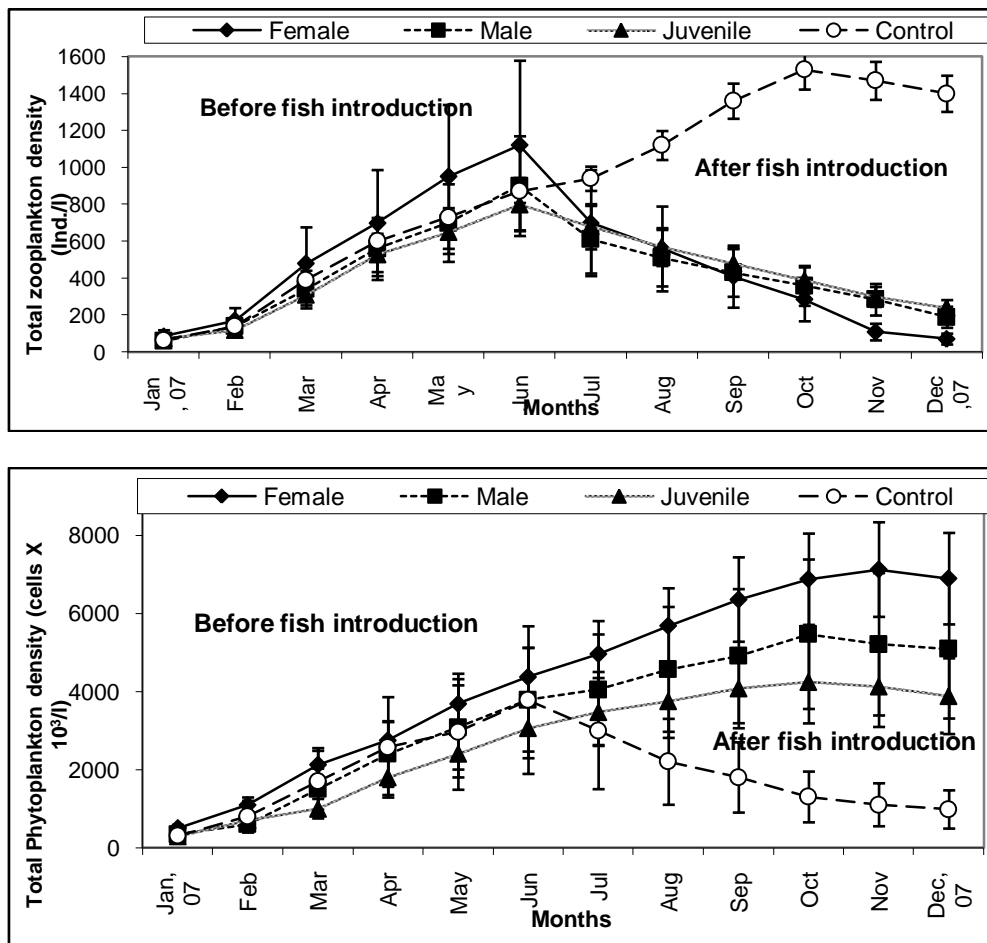 Female Male Juvenile Control
Total zooplankton density
(Ind./l)
1600
1400
1200
1000
800
600
400
200
0
Before fish introduction
After fish introduction
Jan
, 07
Feb
Mar
Apr
Ma
y
Jun
Jul
Aug
Sep
Oct
Nov
Dec
,07
Months
Female Male Juvenile Control
Total Phytoplankton density (cells X
10³/l)
8000
6000
4000
2000
0
Before fish introduction
After fish introduction
Jan,
07
Feb
Mar
Apr
May
Jun
Jul
Aug
Sep
Oct
Nov
Dec,
07
Months